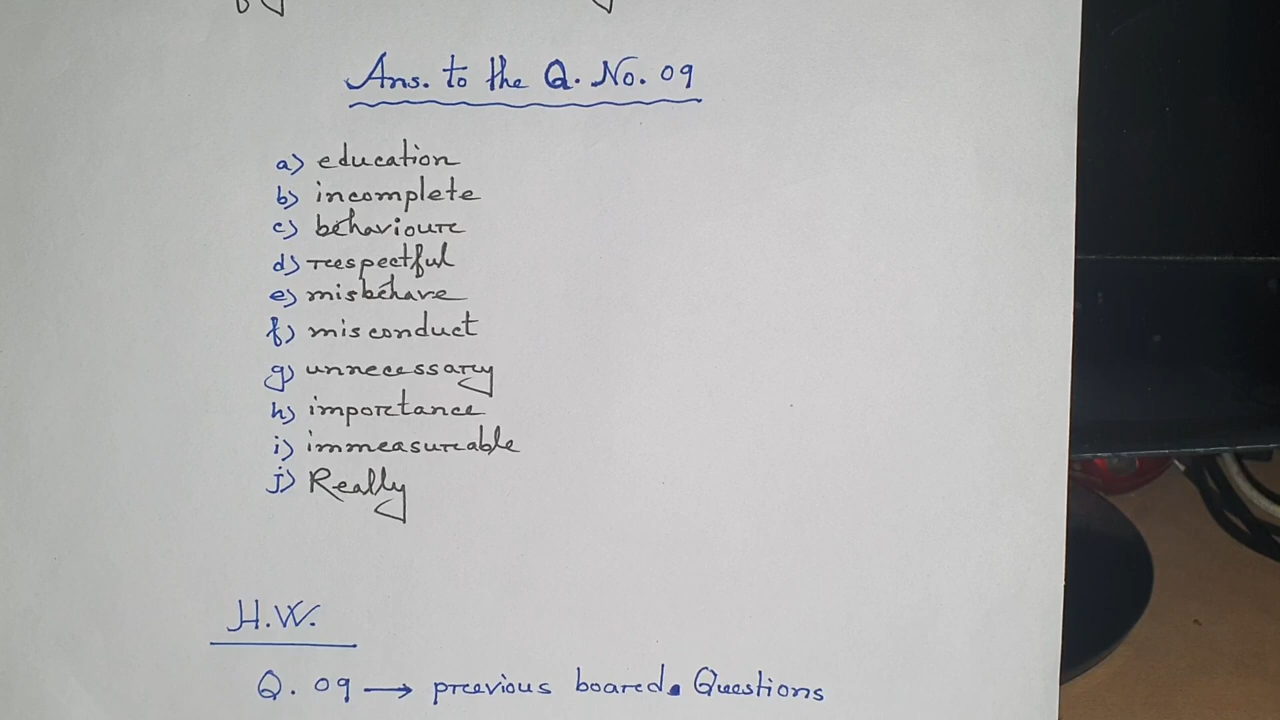 Ans. to the Q. No. 09
a) education
b) incomplete
c) behaviour
d) respectful
e) misbehave
f) misconduct
g) unnecessary
h) importance
i) immeasurable
j) Really
H.W.
Q. 09 → previous board. Questions